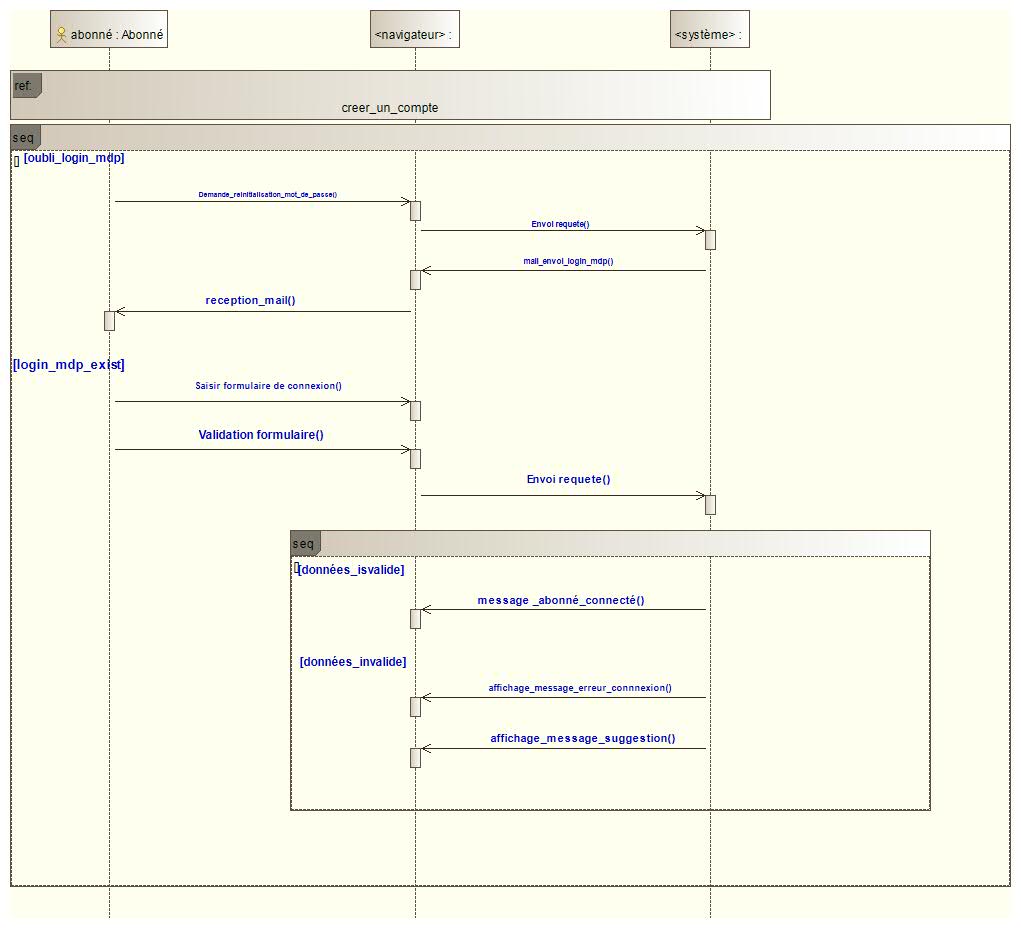 abonné : Abonné
<navigateur> :
<système> :
ref:
creer_un_compte
seq
[oubli_login_mdp]
Demande_reinitialisation_mot_de_passe()
Envoi requete()
mail_envoi_login_mdp()
reception_mail()
[login_mdp_exist]
Saisir formulaire de connexion()
Validation formulaire()
Envoi requete()
seq
[données_isvalide]
message _abonné_connecté()
[données_invalide]
affichage_message_erreur_connnexion()
affichage_message_suggestion()